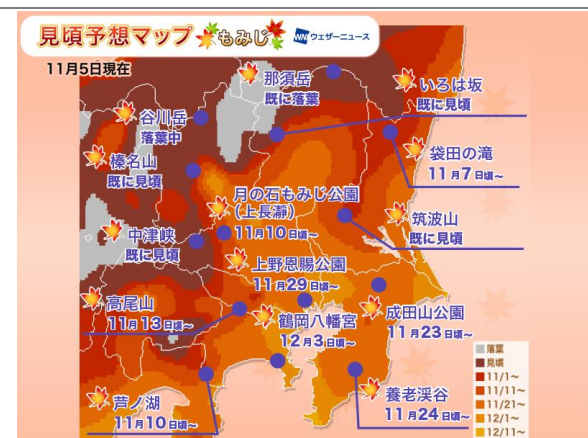 見頃予想マップ もみじ ウェザーニュース
11月5日現在
那須岳
既に落葉
いろは坂
既に見頃
谷川岳
落葉中
榛名山
既に見頃
袋田の滝
11月7日頃~
月の石もみじ公園
(上長瀞)
11月10日頃~
筑波山
既に見頃
中津峡
既に見頃
上野恩賜公園
11月29日頃~
高尾山
11月13日頃~
鶴岡八幡宮
12月3日頃~
成田山公園
11月23日頃~
芦ノ湖
11月10日頃~
養老渓谷
11月24日頃~
落葉
見頃
11/1~
11/11~
11/21~
12/1~
12/11~